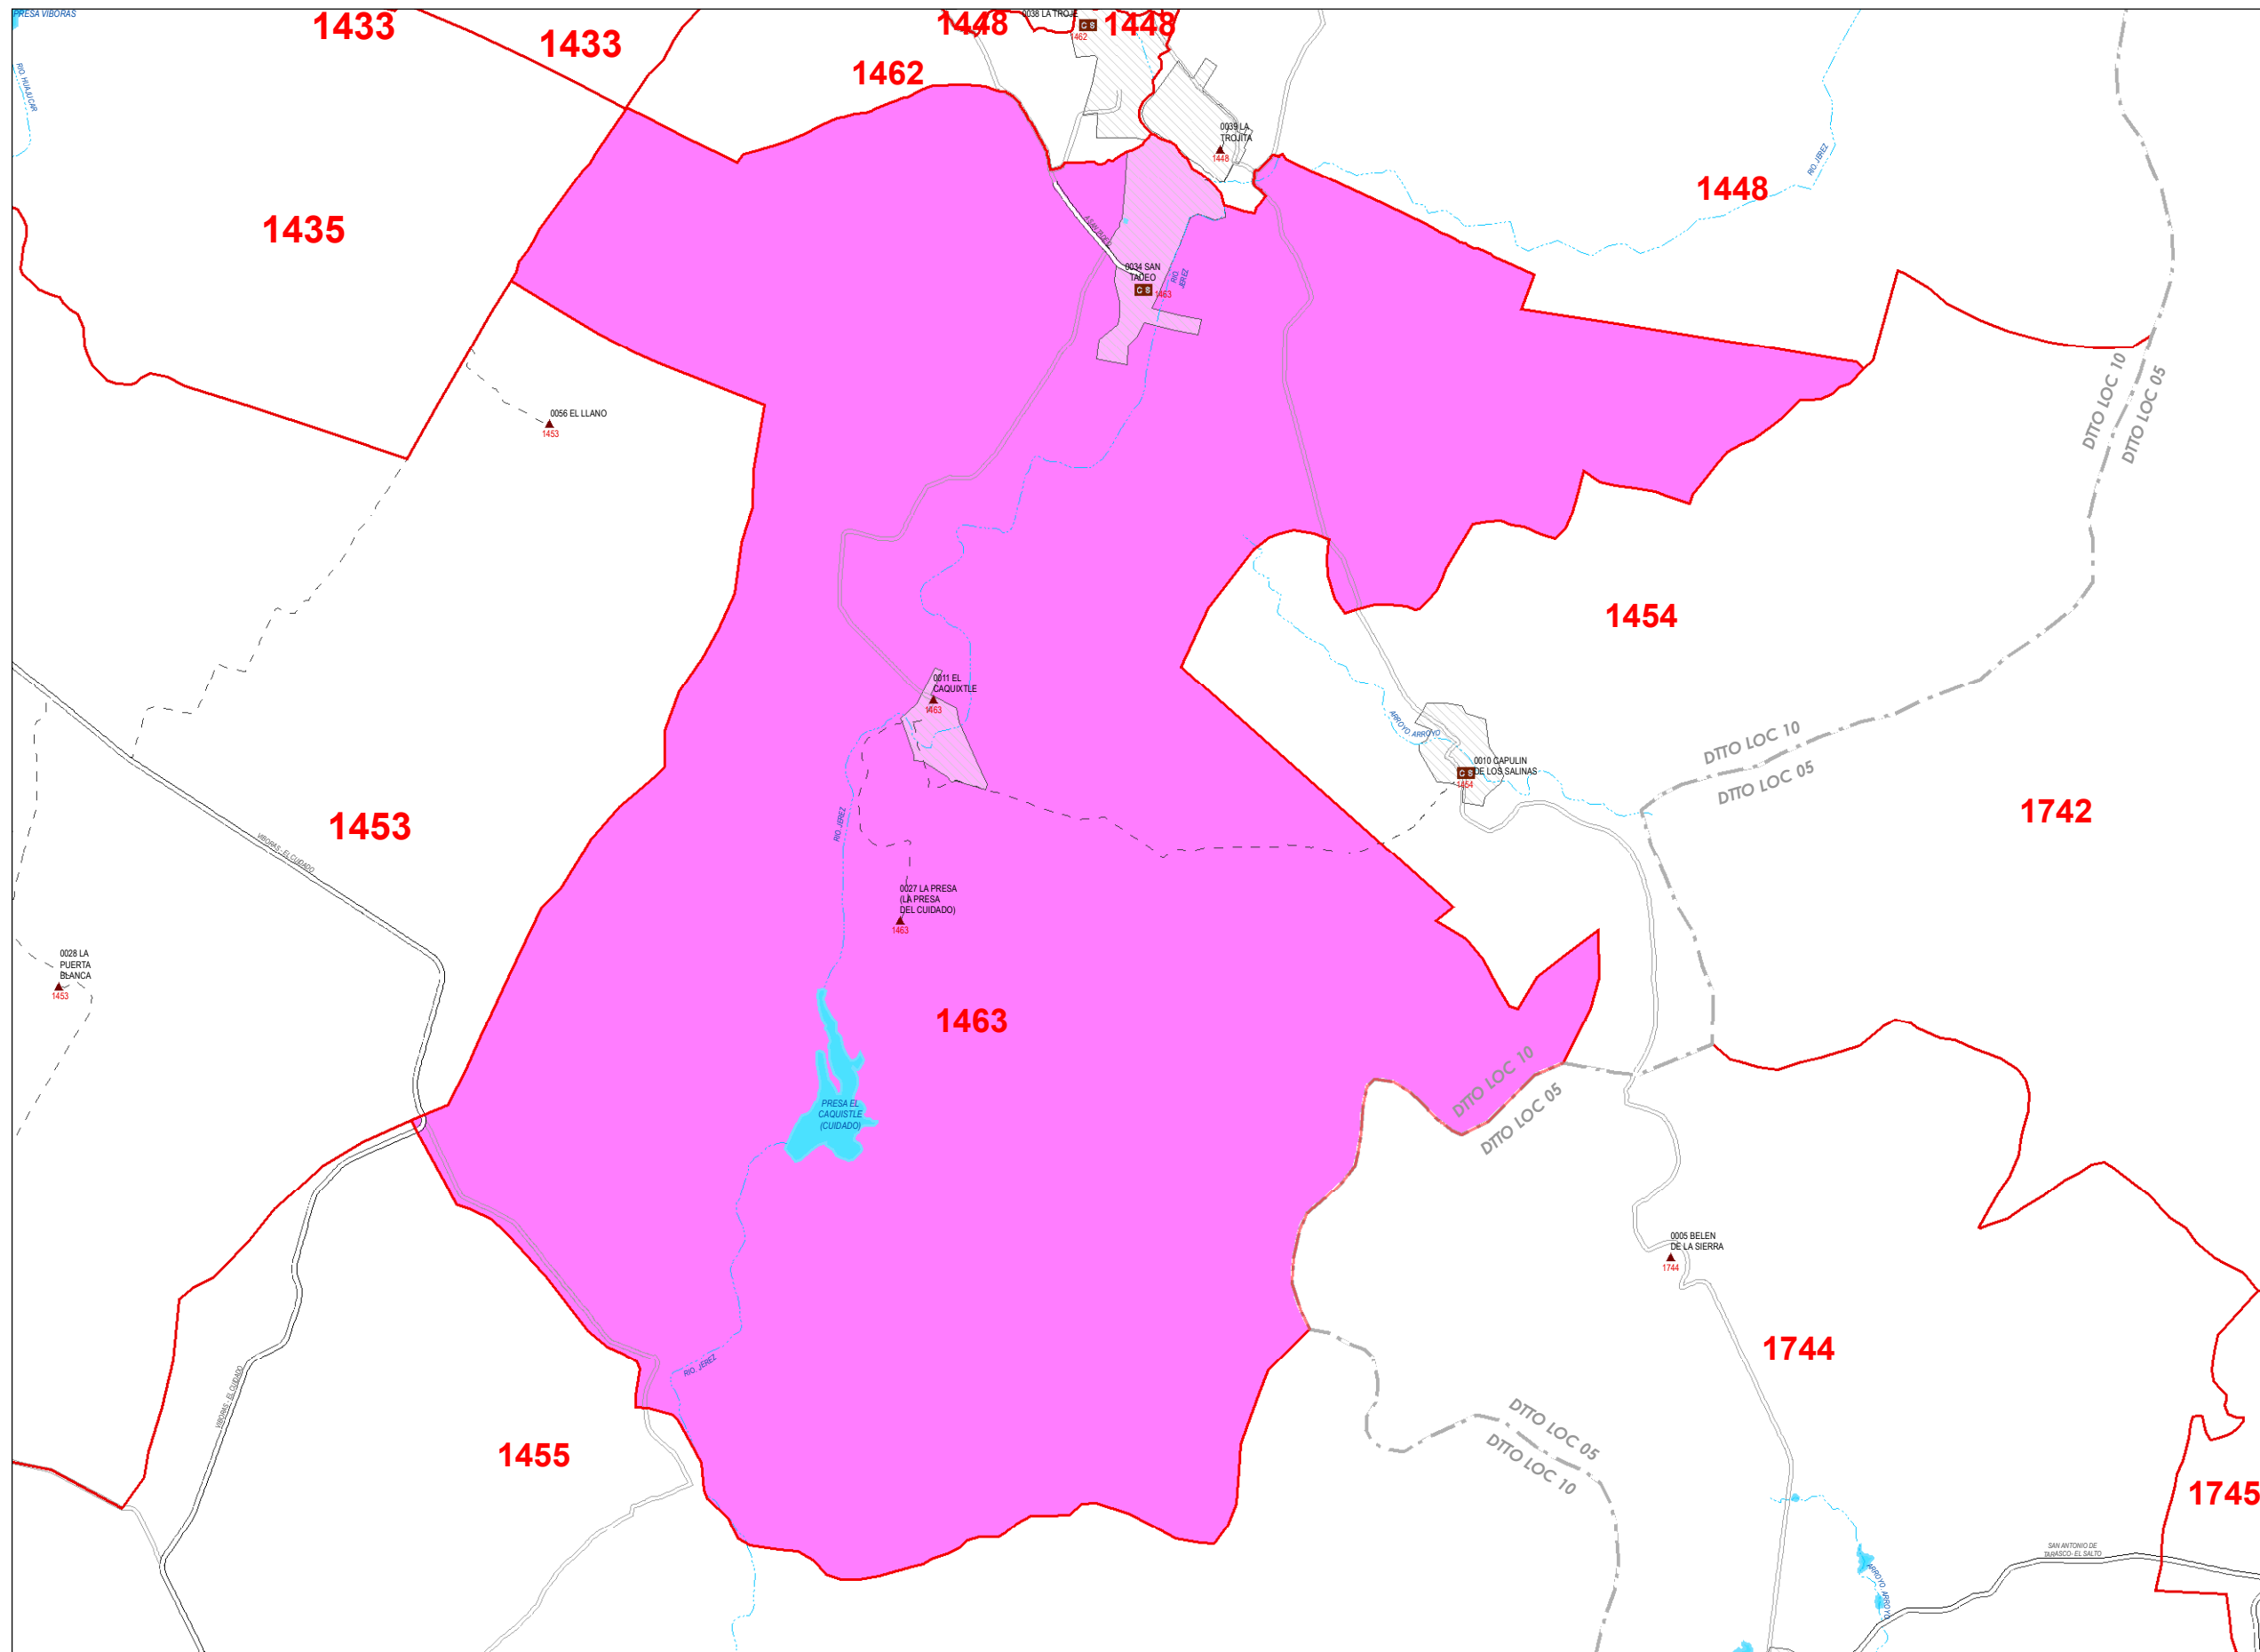 PRESA VIBORAS
1433
1433
1448
0038 LA TROJE
C S
1462
1448
1462
RIO. HUAJUCAR
0039 LA
TROJITA
1448
RIO. JEREZ
1448
1435
A SAN TADEO
0034 SAN
TADEO
C S
1463
RIO.
JEREZ
DTTO LOC 10
DTTO LOC 05
0056 EL LLANO
1453
1454
0011 EL
CAQUIXTLE
1463
ARROYO ARROYO
DTTO LOC 10
DTTO LOC 05
0010 CAPULIN
DE LOS SALINAS
C S
1454
1742
1453
VIBORAS - EL CUIDADO
RIO. JEREZ
0027 LA PRESA
(LA PRESA
DEL CUIDADO)
1463
0028 LA
PUERTA
BLANCA
1453
1463
DTTO LOC 10
DTTO LOC 05
PRESA EL
CAQUISTLE
(CUIDADO)
0005 BELEN
DE LA SIERRA
1744
1744
RIO. JEREZ
VIBORAS - EL CUIDADO
DTTO LOC 05
DTTO LOC 10
1455
1745
SAN ANTONIO DE
TARASCO- EL SALTO
ARROYO ARROYO